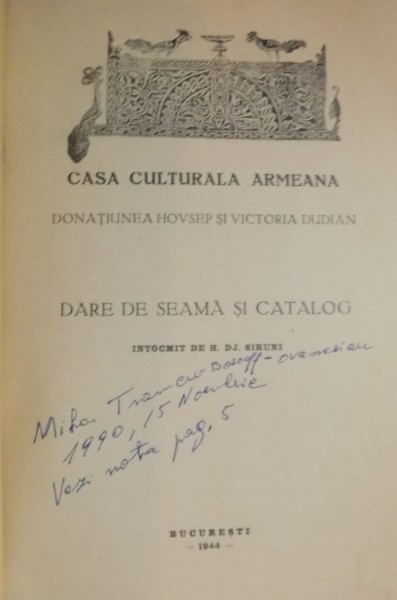 CASA CULTURALA ARMEANA
DONAȚIUNEA HOVSEP ȘI VICTORIA DUDIAN
DARE DE SEAMĂ ȘI CATALOG
INTOCMIT DE H. DJ. SIRUNI
Mihai
1990, 15 Noembrie
Vezi nota pag. 5
BUCUREȘTI
— 1944 —